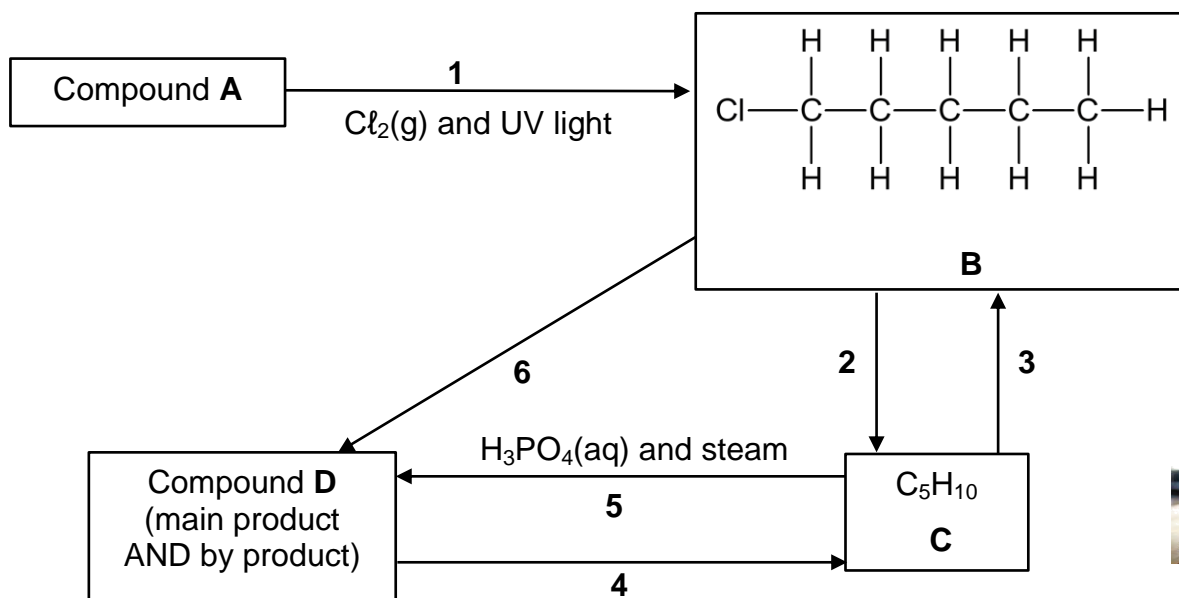 Compound A
1
Cℓ₂(g) and UV light
H H H H H
Cl C C C C C H
H H H H H
B
6
2
3
H₃PO₄(aq) and steam
5
Compound D
(main product
AND by product)
4
C₅H₁₀
C